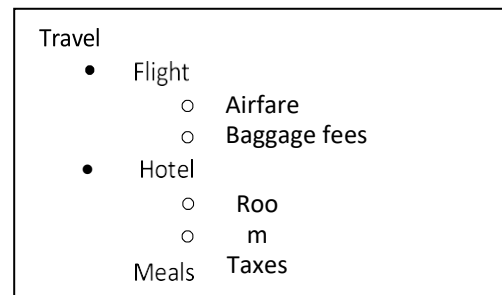 Travel
• Flight
○ Airfare
○ Baggage fees
• Hotel
○ Roo
○ m
Meals Taxes